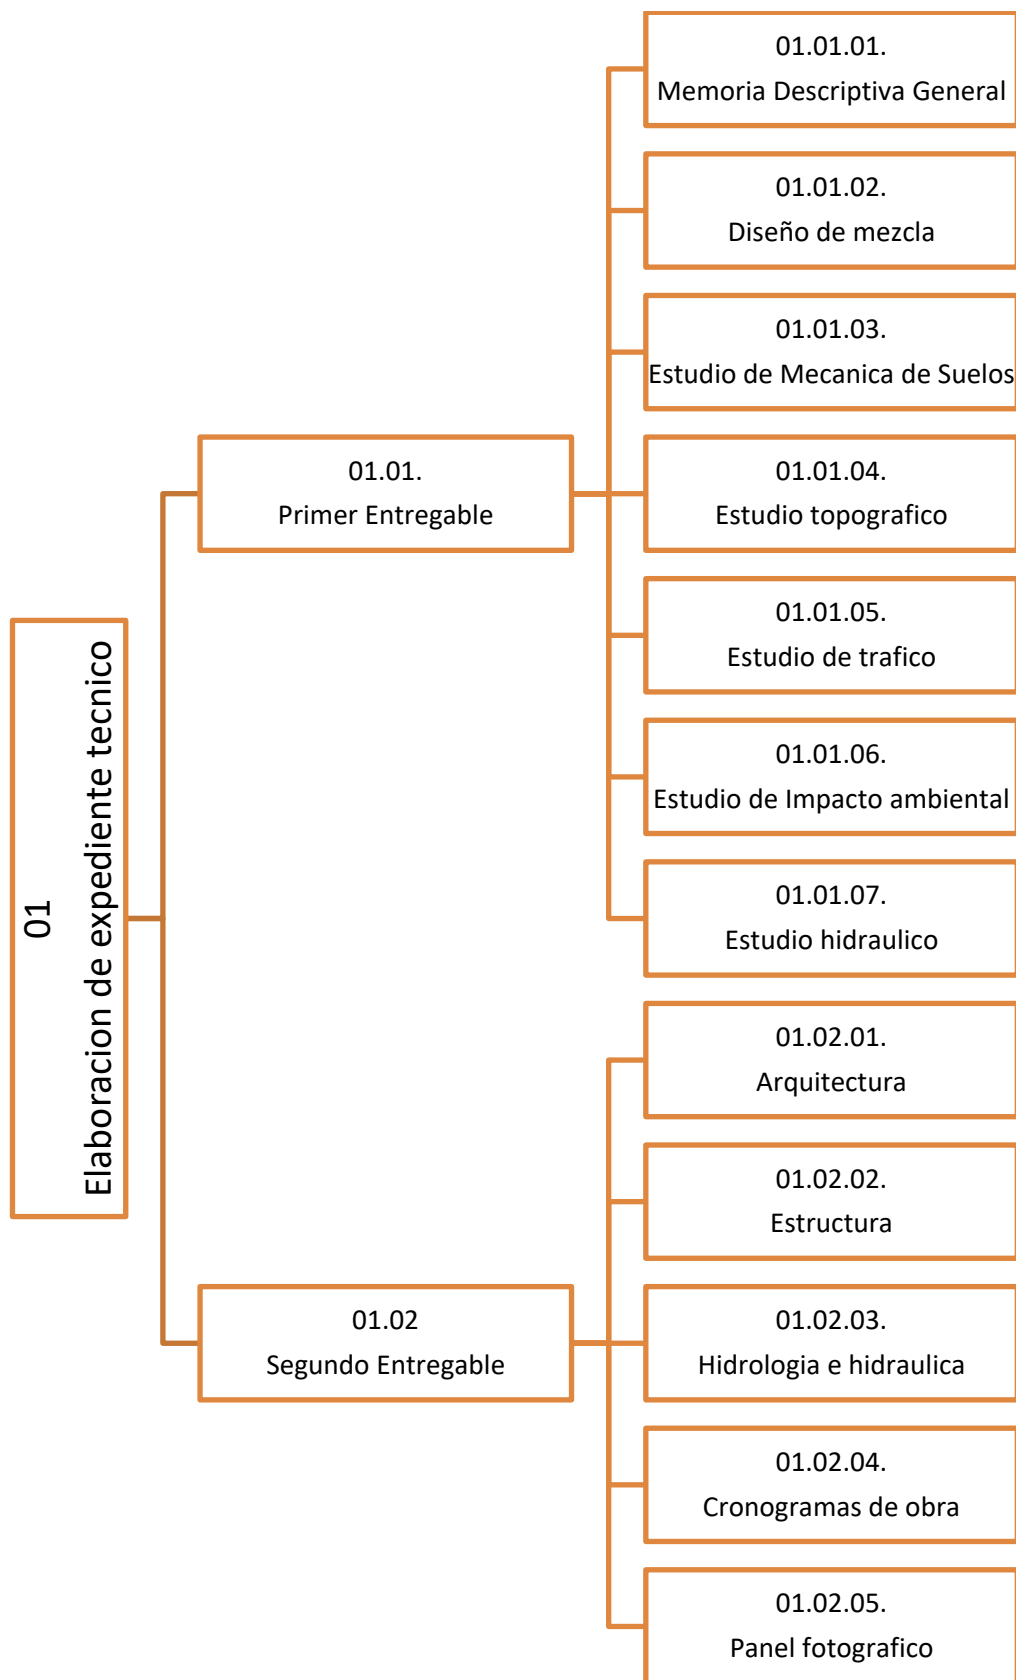 01
Elaboracion de expediente tecnico
01.01.
Primer Entregable
01.01.01.
Memoria Descriptiva General
01.01.02.
Diseño de mezcla
01.01.03.
Estudio de Mecanica de Suelos
01.01.04.
Estudio topografico
01.01.05.
Estudio de trafico
01.01.06.
Estudio de Impacto ambiental
01.01.07.
Estudio hidraulico
01.02
Segundo Entregable
01.02.01.
Arquitectura
01.02.02.
Estructura
01.02.03.
Hidrologia e hidraulica
01.02.04.
Cronogramas de obra
01.02.05.
Panel fotografico